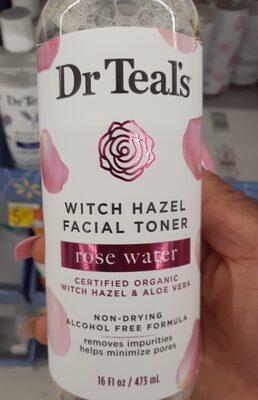 Dr Teal's
WITCH HAZEL
FACIAL TONER
rose water
CERTIFIED ORGANIC
WITCH HAZEL & ALOE VERA
NON-DRYING
ALCOHOL FREE FORMULA
removes impurities
helps minimize pores
16 Fl oz / 473 mL